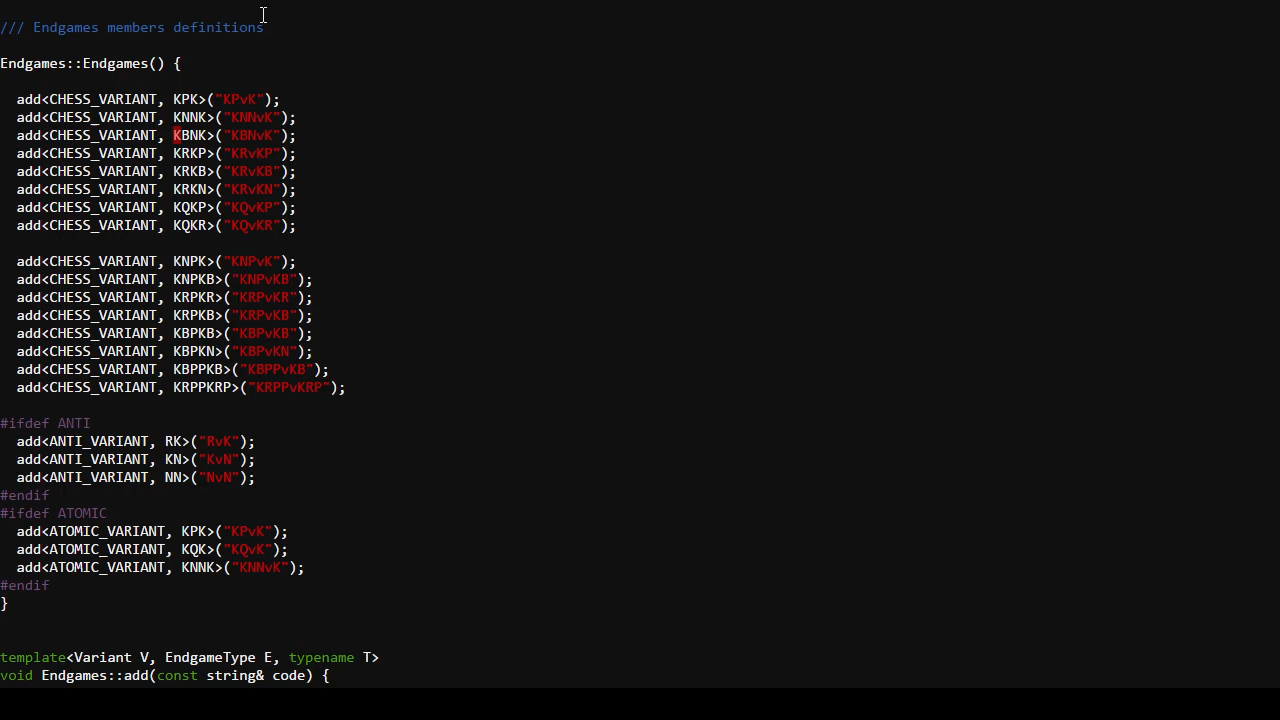 /// Endgames members definitions
Endgames::Endgames() {
add<CHESS_VARIANT, KPK>("KPvK");
add<CHESS_VARIANT, KNNK>("KNNvK");
add<CHESS_VARIANT, KBNK>("KBNvK");
add<CHESS_VARIANT, KRKP>("KRvKP");
add<CHESS_VARIANT, KRKB>("KRvKB");
add<CHESS_VARIANT, KRKN>("KRvKN");
add<CHESS_VARIANT, KQKP>("KQvKP");
add<CHESS_VARIANT, KQKR>("KQvKR");
add<CHESS_VARIANT, KNPK>("KNPvK");
add<CHESS_VARIANT, KNPKB>("KNPvKB");
add<CHESS_VARIANT, KRPKR>("KRPvKR");
add<CHESS_VARIANT, KRPKB>("KRPvKB");
add<CHESS_VARIANT, KBPKB>("KBPvKB");
add<CHESS_VARIANT, KBPKN>("KBPvKN");
add<CHESS_VARIANT, KBPPKB>("KBPPvKB");
add<CHESS_VARIANT, KRPPKRP>("KRPPvKRP");
#ifdef ANTI
add<ANTI_VARIANT, RK>("RvK");
add<ANTI_VARIANT, KN>("KvN");
add<ANTI_VARIANT, NN>("NvN");
#endif
#ifdef ATOMIC
add<ATOMIC_VARIANT, KPK>("KPvK");
add<ATOMIC_VARIANT, KQK>("KQvK");
add<ATOMIC_VARIANT, KNNK>("KNNvK");
#endif
}
template<Variant V, EndgameType E, typename T>
void Endgames::add(const string& code) {